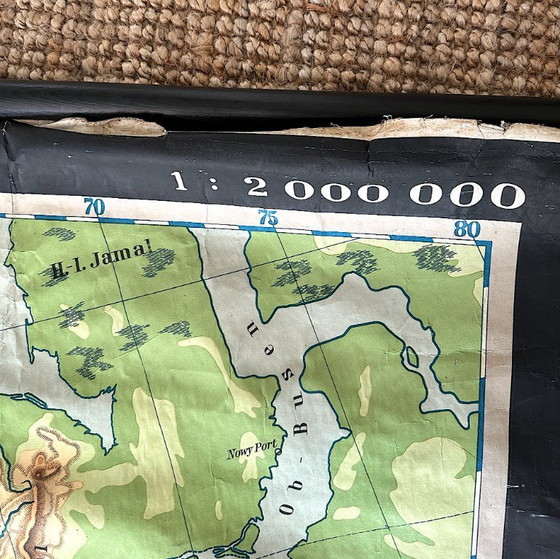 1 : 2 000 000
70
75
80
H.-I. Jamal
Ob-Busen
Nowy Port